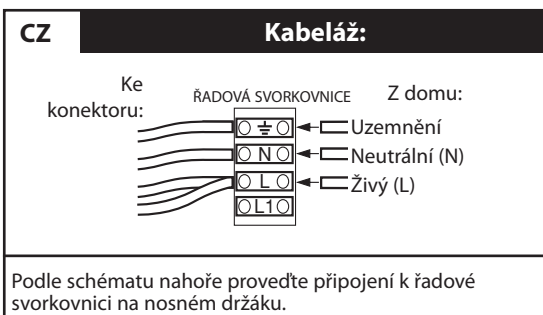 CZ
Kabeláž:
Ke
konektoru:
ŘADOVÁ SVORKOVNICE
Z domu:
Uzemnění
N
Neutrální (N)
L
Živý (L)
L1
Podle schématu nahoře proveďte připojení k řadové
svorkovnici na nosném držáku.